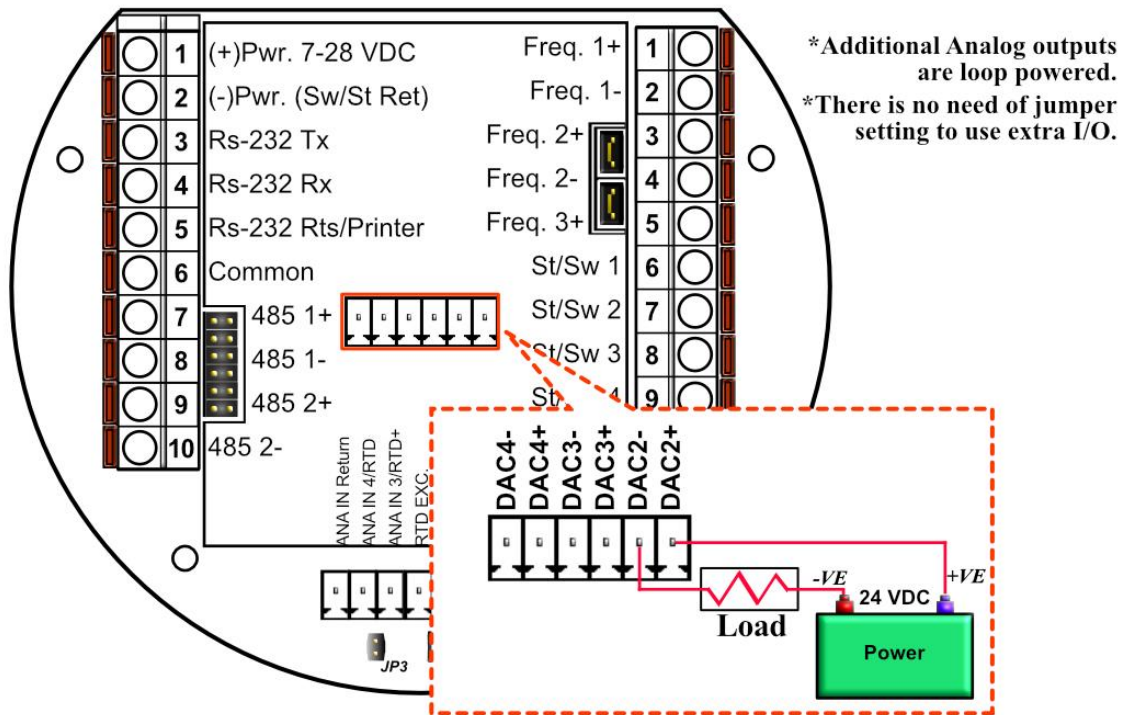 1 (+)Pwr. 7-28 VDC
2 (-)Pwr. (Sw/St Ret)
3 Rs-232 Tx
4 Rs-232 Rx
5 Rs-232 Rts/Printer
6 Common
7 485 1+
8 485 1-
9 485 2+
10 485 2-
Freq. 1+ 1
Freq. 1- 2
Freq. 2+ 3
Freq. 2- 4
Freq. 3+ 5
St/Sw 1 6
St/Sw 2 7
St/Sw 3 8
9
*Additional Analog outputs
are loop powered.
*There is no need of jumper
setting to use extra I/O.
ANA IN Return
ANA IN 4/RTD
ANA IN 3/RTD+
RTD EXC.
JP3
DAC4-
DAC4+
DAC3-
DAC3+
DAC2-
DAC2+
Load
-VE
24 VDC
+VE
Power